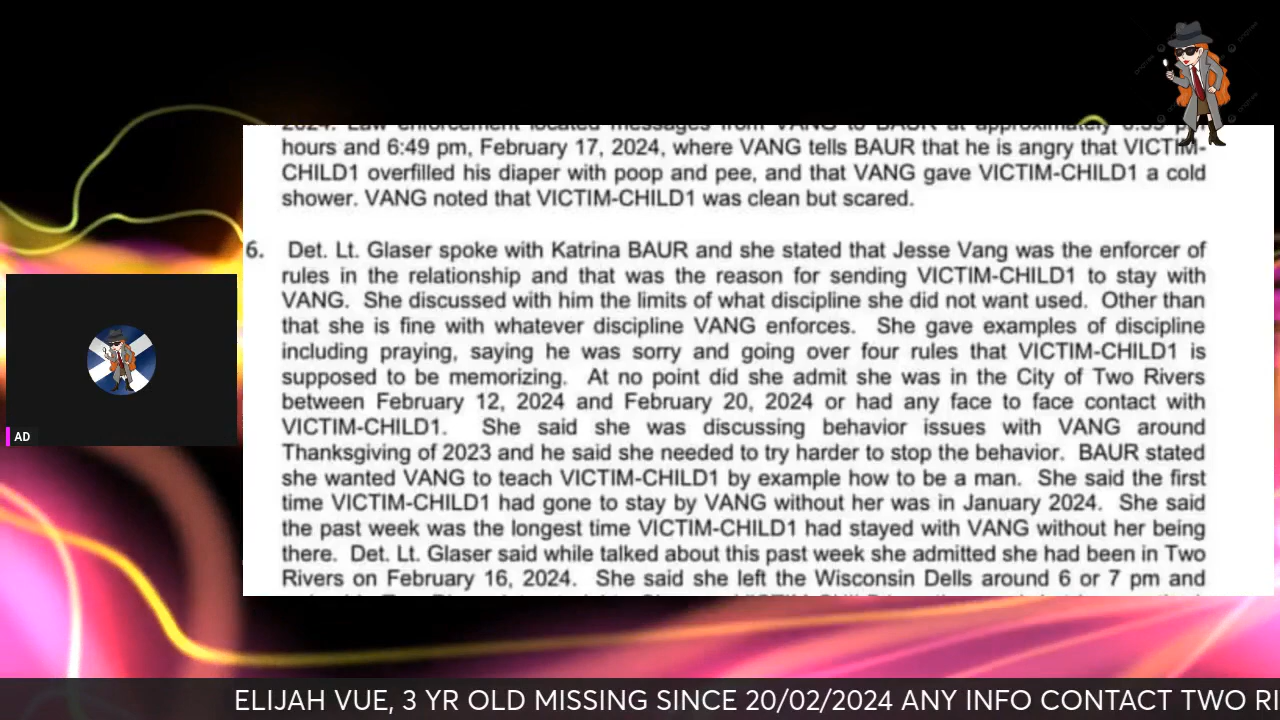 2024. Law enforcement located messages from VANG to BAUR at approximately
hours and 6:49 pm, February 17, 2024, where VANG tells BAUR that he is angry that VICTIM-
CHILD1 overfilled his diaper with poop and pee, and that VANG gave VICTIM-CHILD1 a cold
shower. VANG noted that VICTIM-CHILD1 was clean but scared.
6. Det. Lt. Glaser spoke with Katrina BAUR and she stated that Jesse Vang was the enforcer of
rules in the relationship and that was the reason for sending VICTIM-CHILD1 to stay with
VANG. She discussed with him the limits of what discipline she did not want used. Other than
that she is fine with whatever discipline VANG enforces. She gave examples of discipline
including praying, saying he was sorry and going over four rules that VICTIM-CHILD1 is
supposed to be memorizing. At no point did she admit she was in the City of Two Rivers
between February 12, 2024 and February 20, 2024 or had any face to face contact with
VICTIM-CHILD1. She said she was discussing behavior issues with VANG around
Thanksgiving of 2023 and he said she needed to try harder to stop the behavior. BAUR stated
she wanted VANG to teach VICTIM-CHILD1 by example how to be a man. She said the first
time VICTIM-CHILD1 had gone to stay by VANG without her was in January 2024. She said
the past week was the longest time VICTIM-CHILD1 had stayed with VANG without her being
there. Det. Lt. Glaser said while talked about this past week she admitted she had been in Two
Rivers on February 16, 2024. She said she left the Wisconsin Dells around 6 or 7 pm and
AD
ELIJAH VUE, 3 YR OLD MISSING SINCE 20/02/2024 ANY INFO CONTACT TWO RI